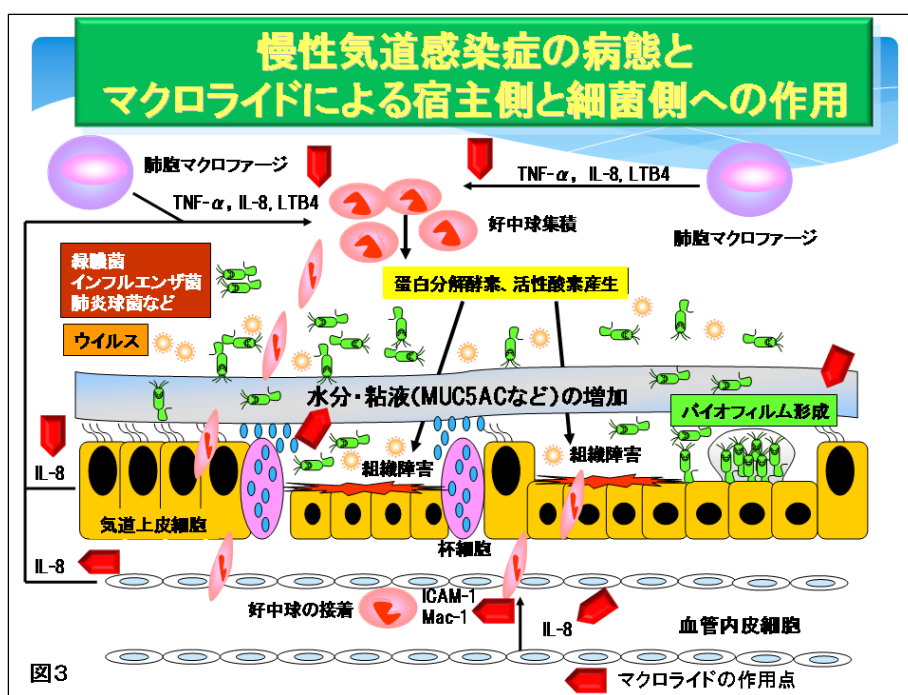 慢性気道感染症の病態と
マクロライドによる宿主側と細菌側への作用
肺胞マクロファージ
TNF-α, IL-8, LTB4
TNF-α, IL-8, LTB4
好中球集積
肺胞マクロファージ
緑膿菌
インフルエンザ菌
肺炎球菌など
蛋白分解酵素、活性酸素産生
ウイルス
水分・粘液(MUC5ACなど)の増加
バイオフィルム形成
IL-8
組織障害
組織障害
気道上皮細胞
杯細胞
IL-8
好中球の接着
ICAM-1
Mac-1
IL-8
血管内皮細胞
図3
マクロライドの作用点